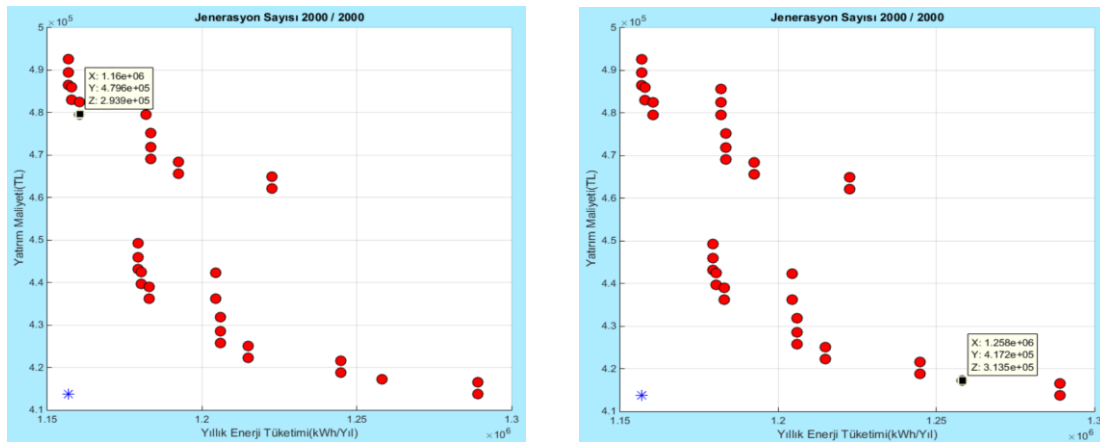 Jenerasyon Sayısı 2000 / 2000
×10⁵
Yatırım Maliyeti(TL)
5
4.9
4.8
4.7
4.6
4.5
4.4
4.3
4.2
4.1
X: 1.16e+06
Y: 4.796e+05
Z: 2.939e+05
1.15
1.2
1.25
1.3
Yıllık Enerji Tüketimi(kWh/Yıl)
×10⁶
Jenerasyon Sayısı 2000 / 2000
×10⁵
Yatırım Maliyeti(TL)
5
4.9
4.8
4.7
4.6
4.5
4.4
4.3
4.2
4.1
X: 1.258e+06
Y: 4.172e+05
Z: 3.135e+05
1.15
1.2
1.25
1.3
Yıllık Enerji Tüketimi(kWh/Yıl)
×10⁶